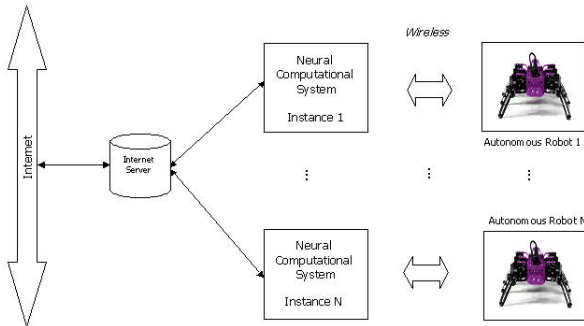 Wireless
Neural
Computational
System
Instance 1
Autonomous Robot 1
Internet
Internet
Server
Autonomous Robot N
Neural
Computational
System
Instance N